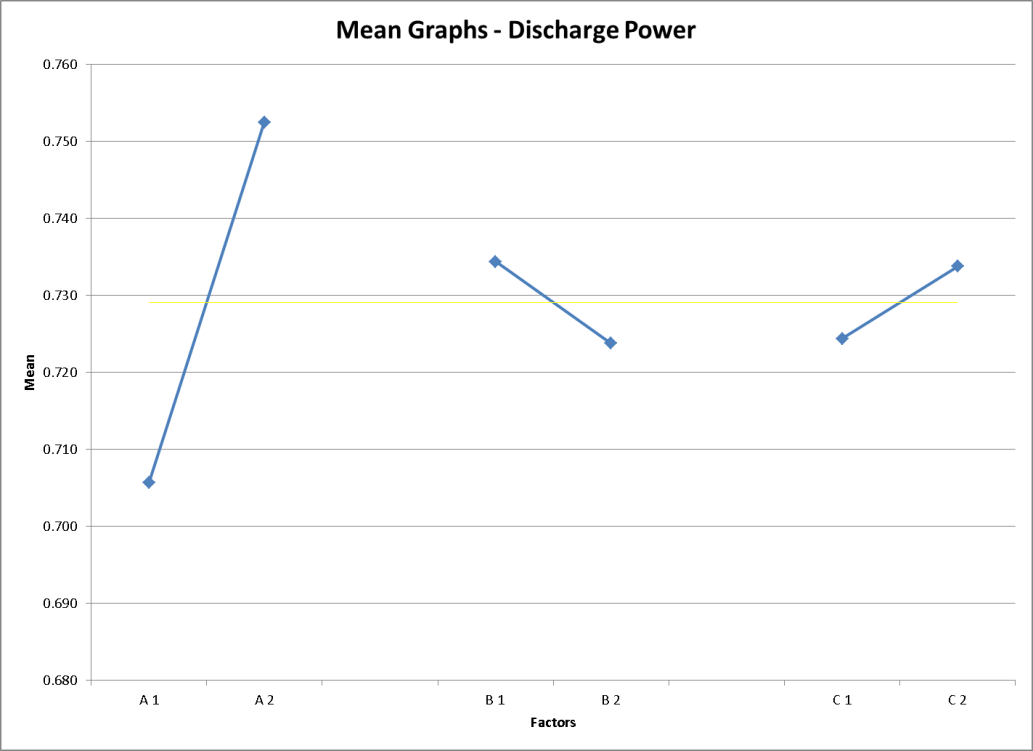 Mean Graphs - Discharge Power
0.760
0.750
0.740
0.730
0.720
0.710
0.700
0.690
0.680
Mean
A 1
A 2
B 1
B 2
C 1
C 2
Factors